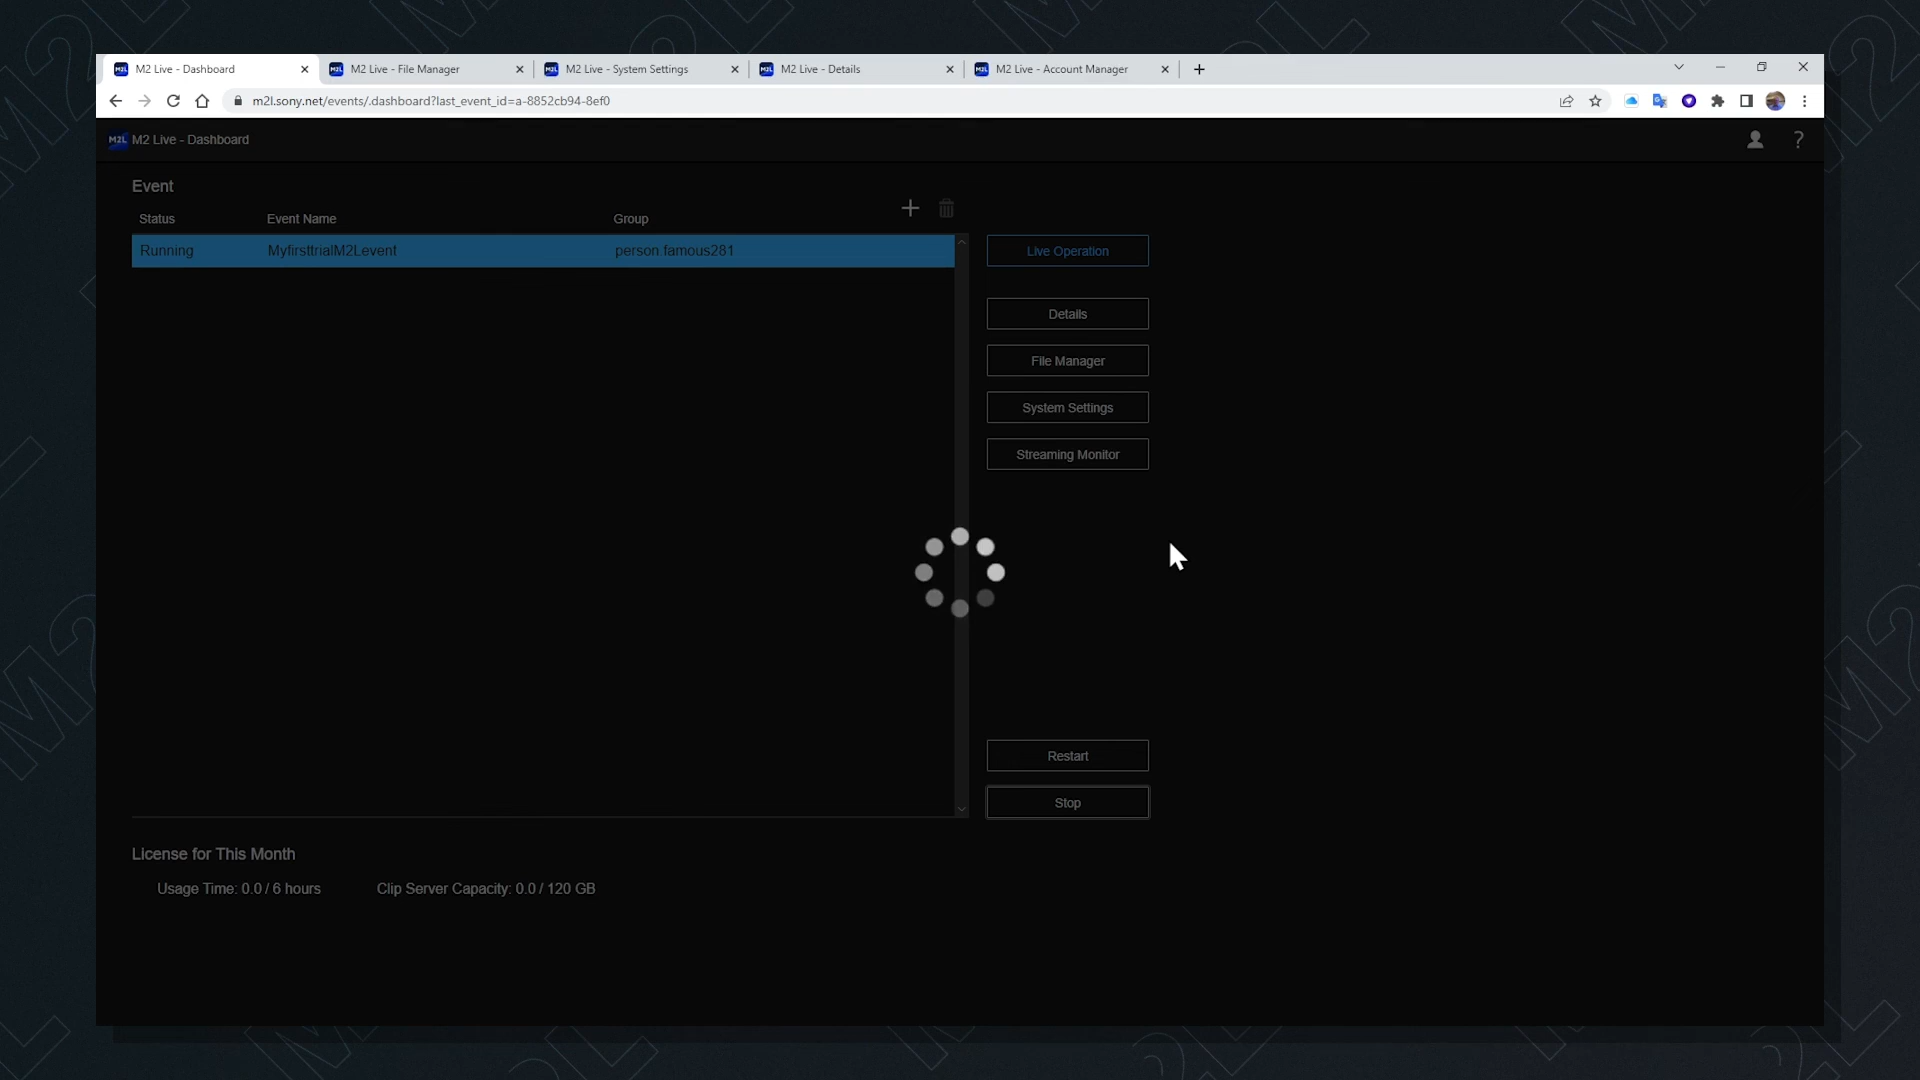 M2 Live - Dashboard
M2 Live - File Manager
M2 Live - System Settings
M2 Live - Details
M2 Live - Account Manager
m2l.sony.net/events/.dashboard?last_event_id=a-8852cb94-8ef0
M2L M2 Live - Dashboard
?
Event
Status Event Name Group
Running MyfirsttrialM2Levent person.famous281
Live Operation
Details
File Manager
System Settings
Streaming Monitor
Restart
Stop
License for This Month
Usage Time: 0.0 / 6 hours Clip Server Capacity: 0.0 / 120 GB